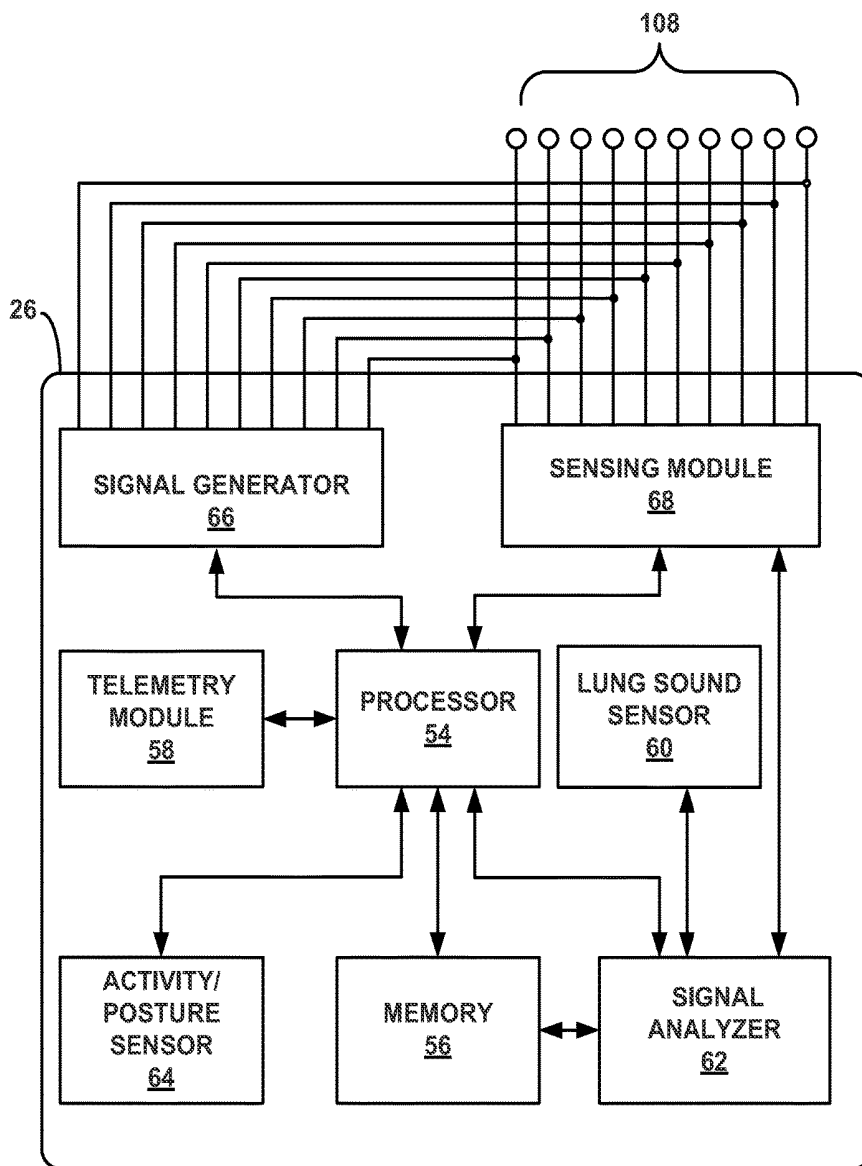 108
26
SIGNAL GENERATOR
66
SENSING MODULE
68
TELEMETRY
MODULE
58
PROCESSOR
54
LUNG SOUND
SENSOR
60
ACTIVITY/
POSTURE
SENSOR
64
MEMORY
56
SIGNAL
ANALYZER
62